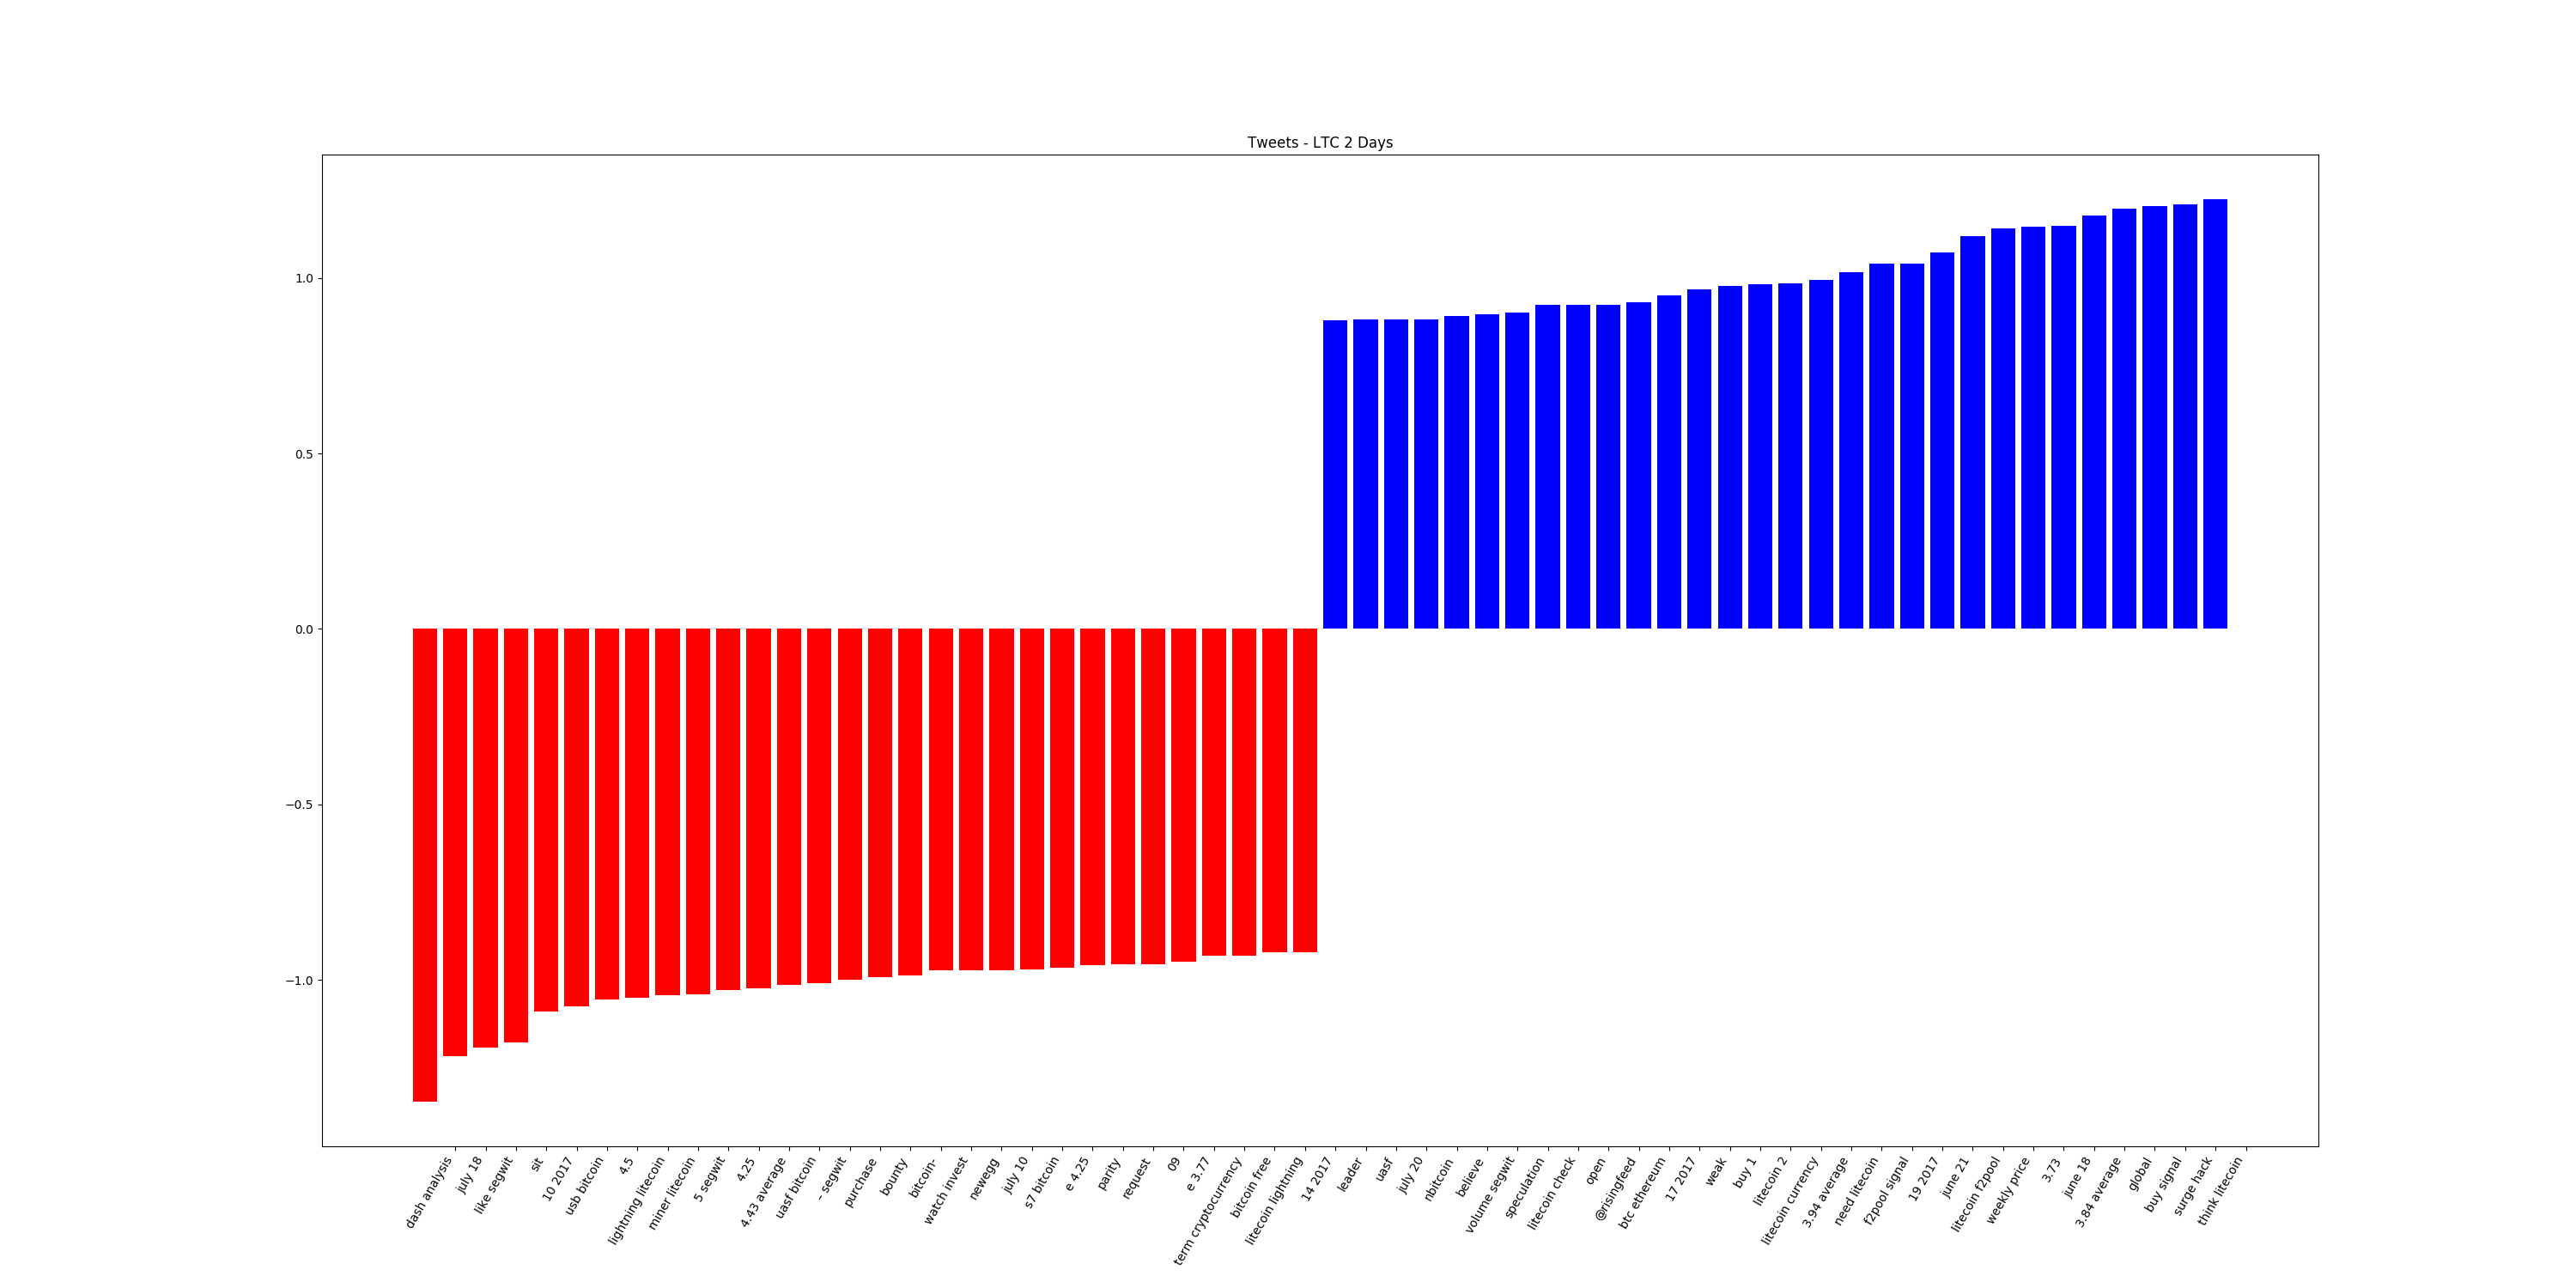 Tweets - LTC 2 Days
1.0
0.5
0.0
−0.5
−1.0
dash analysis
july 18
like segwit
sit
10 2017
usb bitcoin
4.5
lightning litecoin
miner litecoin
5 segwit
4.25
4.43 average
uasf bitcoin
– segwit
purchase
bounty
bitcoin-
watch invest
newegg
july 10
s7 bitcoin
e 4.25
parity
request
09
e 3.77
term cryptocurrency
bitcoin free
litecoin lightning
14 2017
leader
uasf
july 20
nbitcoin
believe
volume segwit
speculation
litecoin check
open
@risingfeed
btc ethereum
17 2017
weak
buy 1
litecoin 2
litecoin currency
3.94 average
need litecoin
f2pool signal
19 2017
june 21
litecoin f2pool
weekly price
3.73
june 18
3.84 average
global
buy signal
surge hack
think litecoin